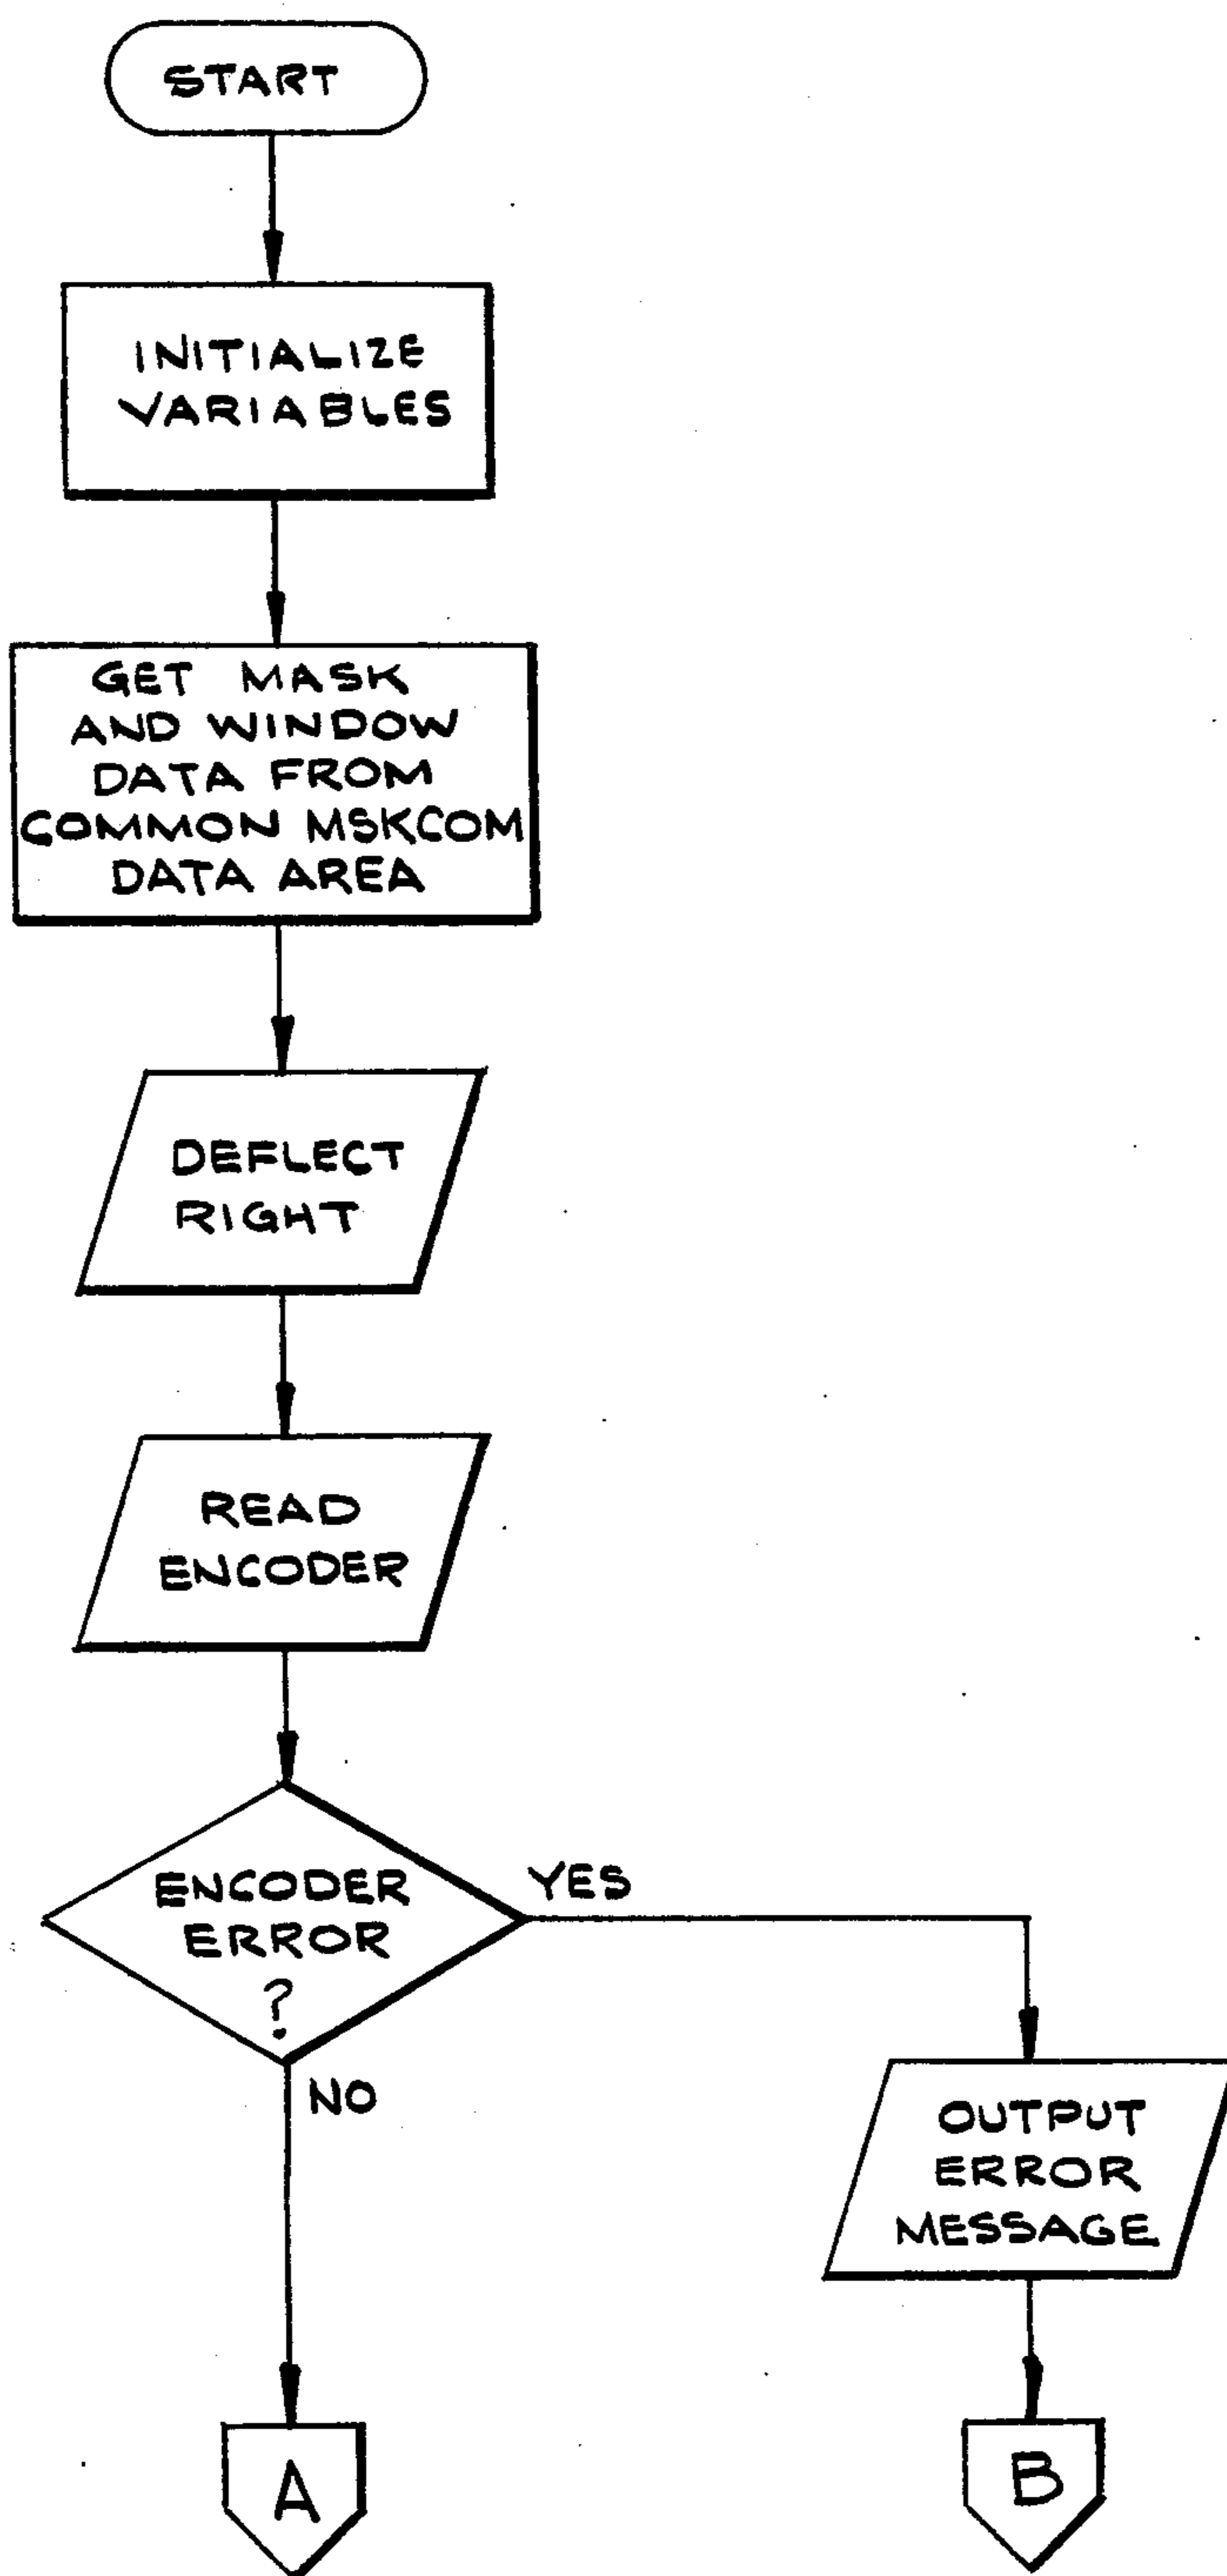 START
INITIALIZE
VARIABLES
GET MASK
AND WINDOW
DATA FROM
COMMON MSKCOM
DATA AREA
DEFLECT
RIGHT
READ
ENCODER
ENCODER
ERROR
?
YES
NO
OUTPUT
ERROR
MESSAGE
A
B